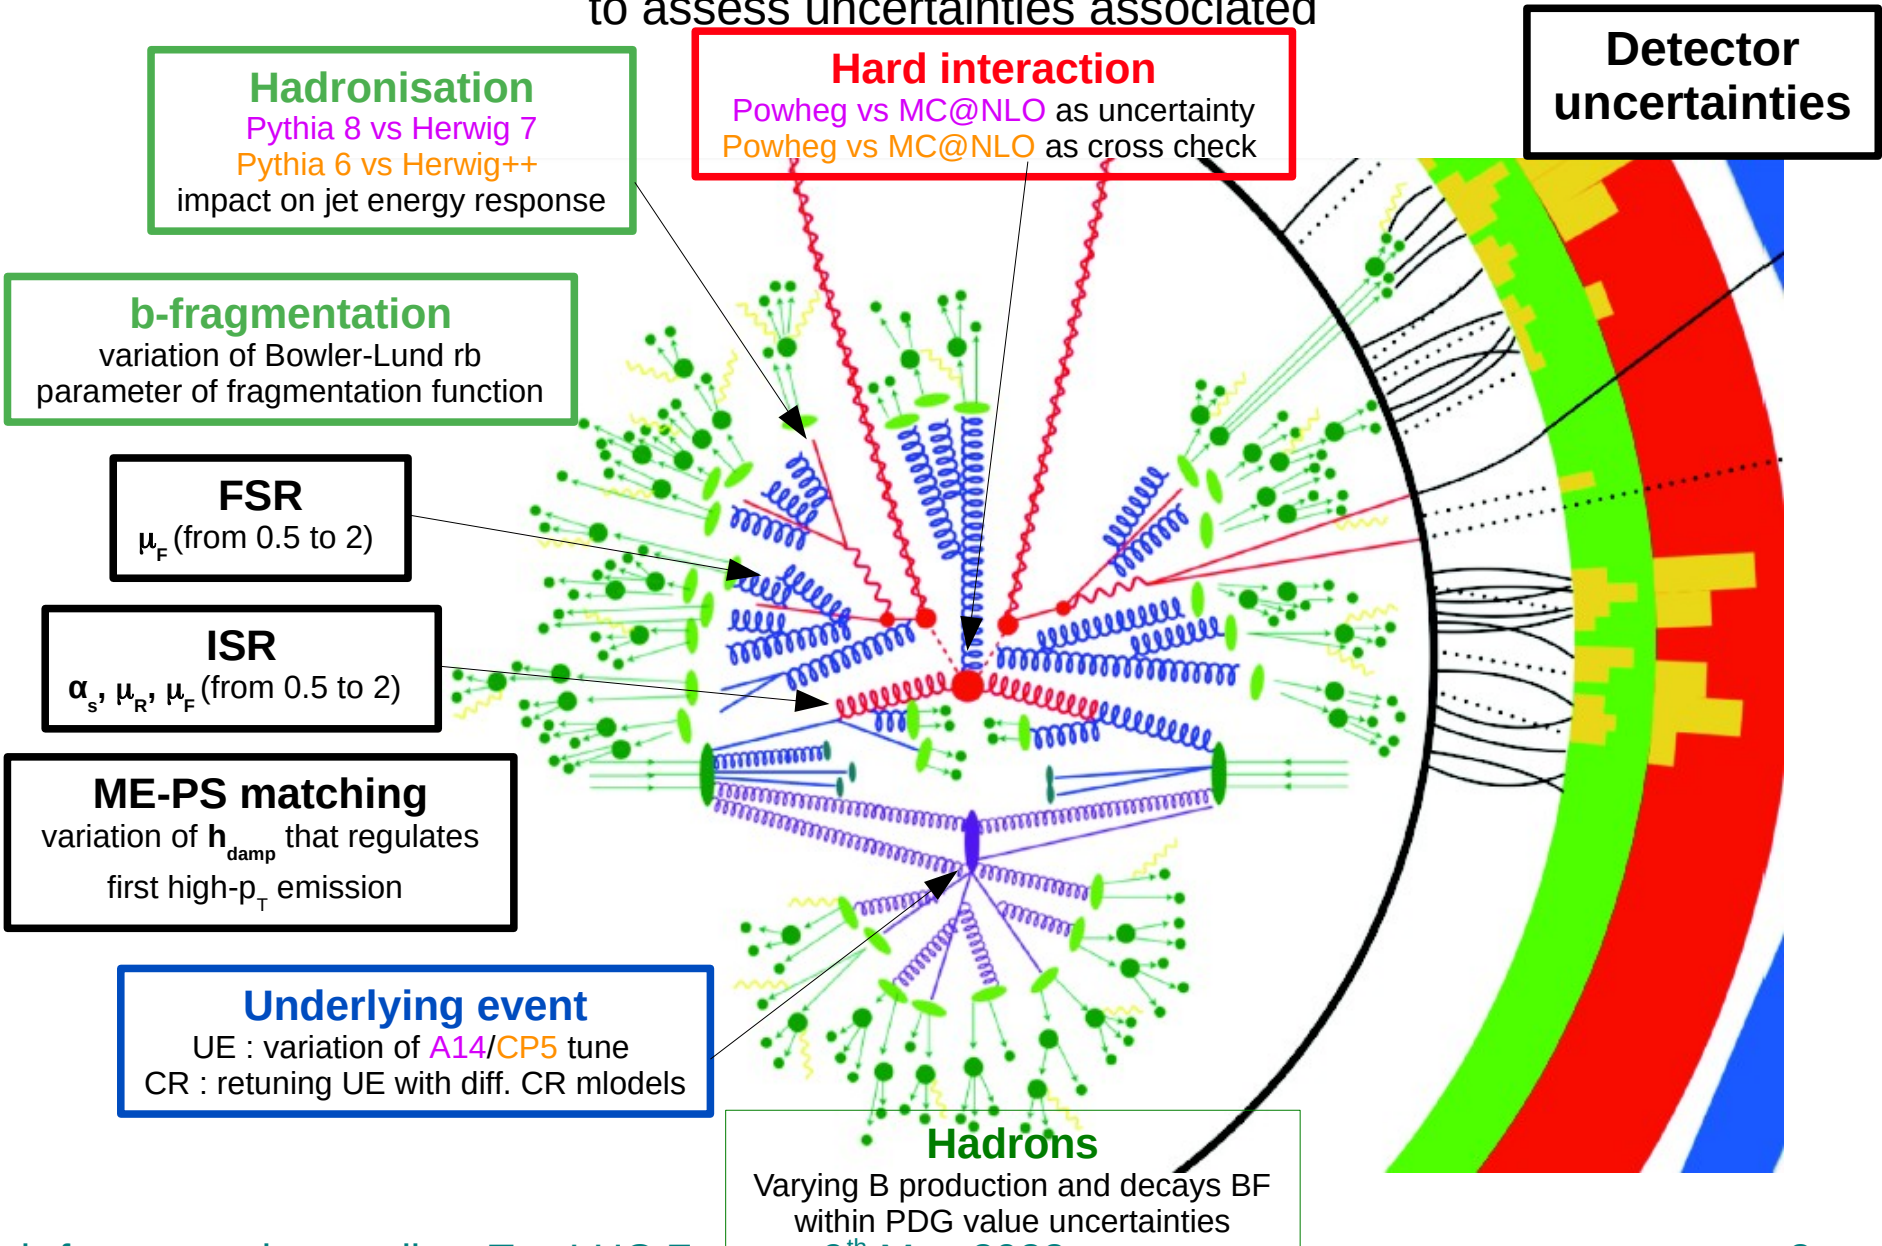 to assess uncertainties associated
Detector
uncertainties
Hadronisation
Pythia 8 vs Herwig 7
Pythia 6 vs Herwig++
impact on jet energy response
Hard interaction
Powheg vs MC@NLO as uncertainty
Powheg vs MC@NLO as cross check
b-fragmentation
variation of Bowler-Lund rb
parameter of fragmentation function
FSR
μF (from 0.5 to 2)
ISR
αs, μR, μF (from 0.5 to 2)
ME-PS matching
variation of hdamp that regulates
first high-pT emission
Underlying event
UE : variation of A14/CP5 tune
CR : retuning UE with diff. CR mlodels
Hadrons
Varying B production and decays BF
within PDG value uncertainties